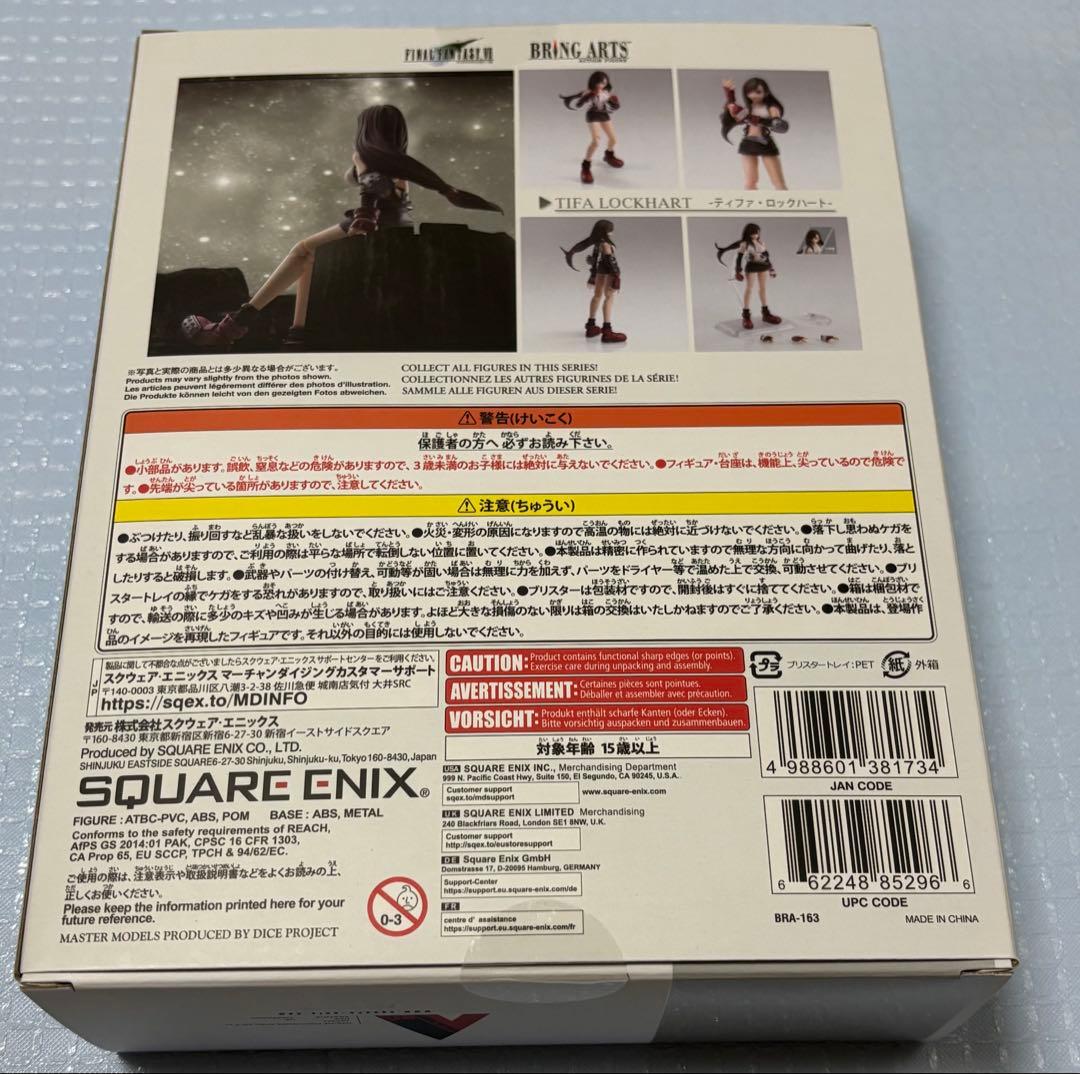 FINAL FANTASY VII
BRING ARTS™
ACTION FIGURE
▶TIFA LOCKHART -ティファ・ロックハート-
※写真と実際の商品とは多少異なる場合がございます。
Products may vary slightly from the photos shown.
Les articles peuvent légèrement différer des photos d'illustration.
Die Produkte können leicht von den gezeigten Fotos abweichen.
COLLECT ALL FIGURES IN THIS SERIES!
COLLECTIONNEZ LES AUTRES FIGURINES DE LA SÉRIE!
SAMMLE ALLE FIGUREN AUS DIESER SERIE!
⚠警告(けいこく)
保護者の方へ 必ずお読み下さい。
●小部品があります。誤飲、窒息などの危険がありますので、3歳未満のお子様には絶対に与えないでください。●フィギュア・台座は、機能上、尖っているので危険で
す。●先端が尖っている箇所がありますので、注意してください。
⚠注意(ちゅうい)
●ぶつけたり、振り回すなど乱暴な扱いをしないでください。●火災・変形の原因になりますので高温の物には絶対に近づけないでください。●落下し思わぬケガを
する場合がありますので、ご利用の際は平らな場所で転倒しない位置に置いてください。●本製品は精密に作られていますので無理な方向に向かって曲げたり、落と
したりすると破損します。●武器やパーツの付け替え、可動等が固い場合は無理に力を加えず、パーツをドライヤー等で温めた上で交換、可動させてください。●ブリ
スタートレイの縁でケガをする恐れがありますので、取り扱いにはご注意ください。●ブリスターは包装材ですので、開封後はすぐに捨ててください。●箱は梱包材で
すので、輸送の際に多少のキズや凹みが生じる場合があります。よほど大きな損傷のない限りは箱の交換はいたしかねますのでご了承ください。●本製品は、登場作
品のイメージを再現したフィギュアです。それ以外の目的には使用しないでください。
JP
製品に関して不都合な点がございましたらスクウェア・エニックスサポートセンターをご利用ください。
スクウェア・エニックス マーチャンダイジングカスタマーサポート
〒140-0003 東京都品川区八潮3-2-38 佐川急便 城南店気付 大井SRC
https://sqex.to/MDINFO
発売元 株式会社スクウェア・エニックス
〒160-8430 東京都新宿区新宿6-27-30 新宿イーストサイドスクエア
Produced by SQUARE ENIX CO., LTD.
SHINJUKU EASTSIDE SQUARE6-27-30 Shinjuku, Shinjuku-ku, Tokyo 160-8430, Japan
SQUARE ENIX®
FIGURE : ATBC-PVC, ABS, POM BASE : ABS, METAL
Conforms to the safety requirements of REACH,
AfPS GS 2014:01 PAK, CPSC 16 CFR 1303,
CA Prop 65, EU SCCP, TPCH & 94/62/EC.
ご使用の際は、注意表示や取扱説明書などをよくお読みの上、
正しくお使いください。
Please keep the information printed here for your
future reference.
MASTER MODELS PRODUCED BY DICE PROJECT
0-3
CAUTION: Product contains functional sharp edges (or points).
Exercise care during unpacking and assembly.
AVERTISSEMENT: Certaines pièces sont pointues.
Déballer et assembler avec précaution.
VORSICHT: Produkt enthält scharfe Kanten (oder Ecken).
Bitte vorsichtig auspacken und zusammenbauen.
対象年齢 15歳以上
USA SQUARE ENIX INC., Merchandising Department
999 N. Pacific Coast Hwy, Suite 150, El Segundo, CA 90245, U.S.A.
Customer support
sqex.to/mdsupport
www.square-enix.com
UK SQUARE ENIX LIMITED Merchandising
240 Blackfriars Road, London SE1 8NW, U.K.
Customer support
http://sqex.to/eustoresupport
DE Square Enix GmbH
Domstrasse 17, D-20095 Hamburg, GERMANY
Support-Center
https://support.eu.square-enix.com/de
FR
centre d' assistance
https://support.eu.square-enix.com/fr
プラ ブリスタートレイ:PET 紙 外箱
4 988601 381734
JAN CODE
6 62248 85296 6
UPC CODE
BRA-163
MADE IN CHINA